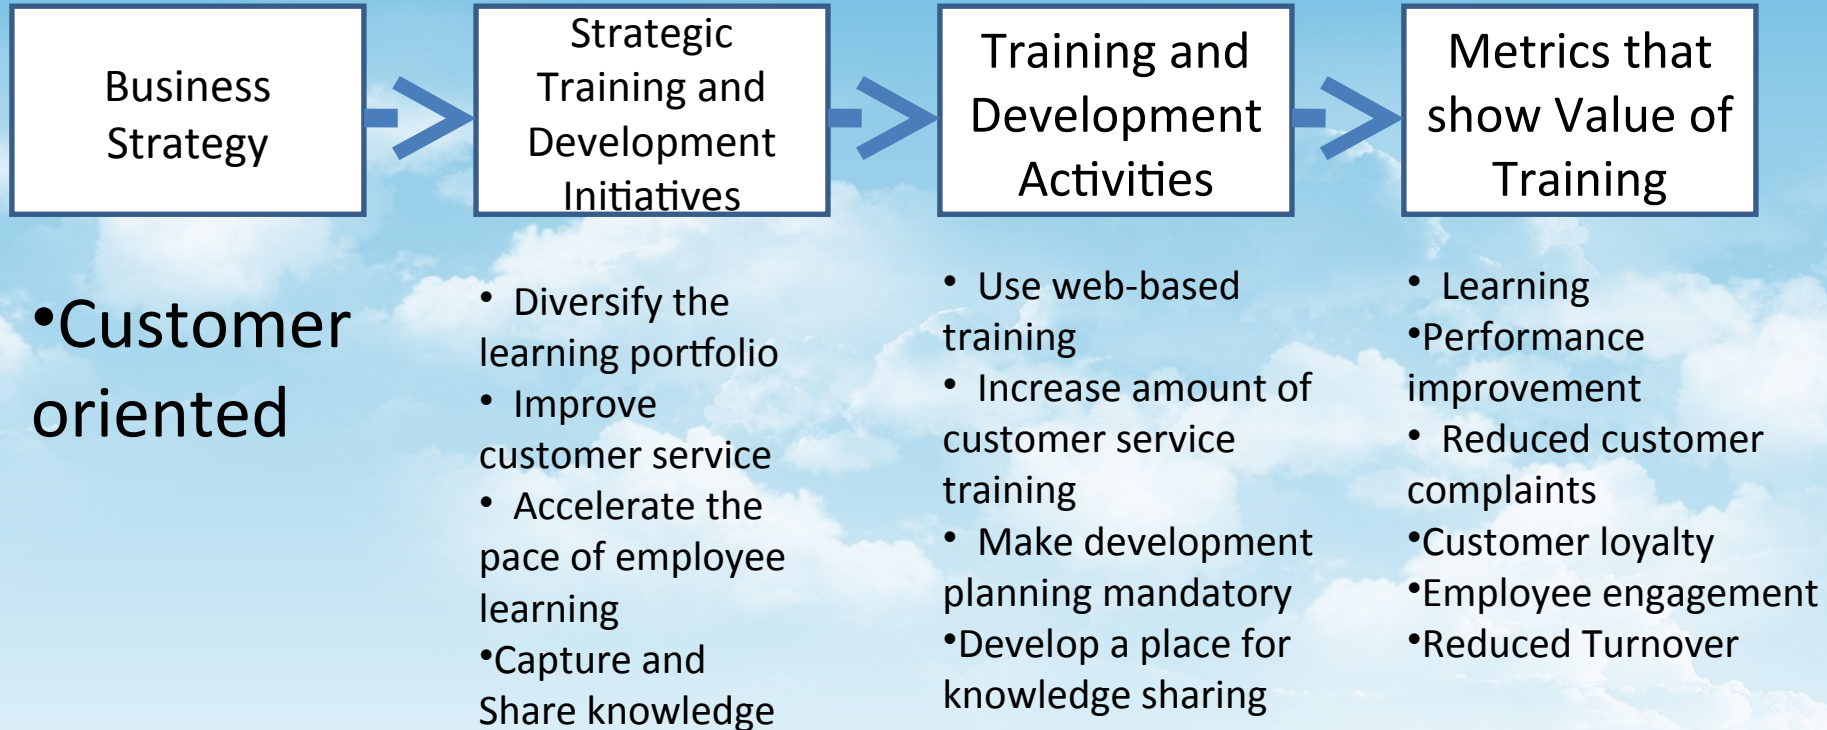 Business
Strategy
Strategic
Training and
Development
Initiatives
Training and
Development
Activities
Metrics that
show Value of
Training
•Customer
oriented
• Diversify the
learning portfolio
• Improve
customer service
• Accelerate the
pace of employee
learning
•Capture and
Share knowledge
• Use web-based
training
• Increase amount of
customer service
training
• Make development
planning mandatory
•Develop a place for
knowledge sharing
• Learning
•Performance
improvement
• Reduced customer
complaints
•Customer loyalty
•Employee engagement
•Reduced Turnover